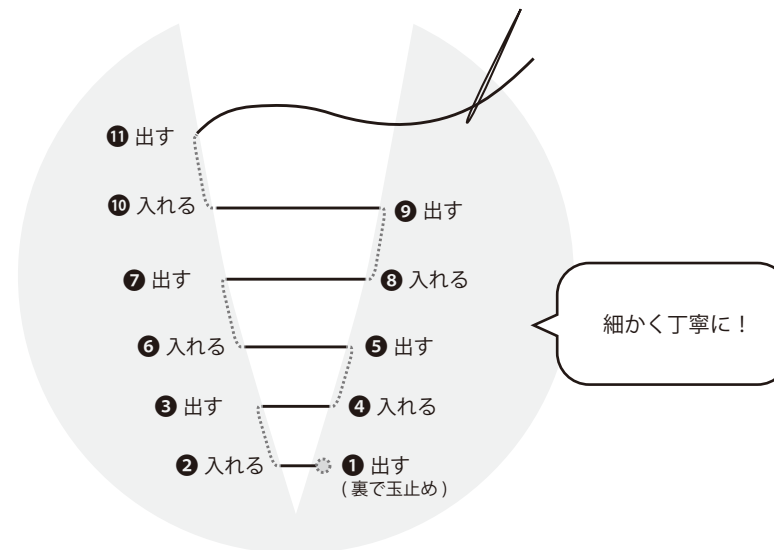 ⓫ 出す
❿ 入れる
❾ 出す
❼ 出す
❽ 入れる
❻ 入れる
❺ 出す
❸ 出す
❹ 入れる
❷ 入れる
❶ 出す
(裏で玉止め)
細かく丁寧に！